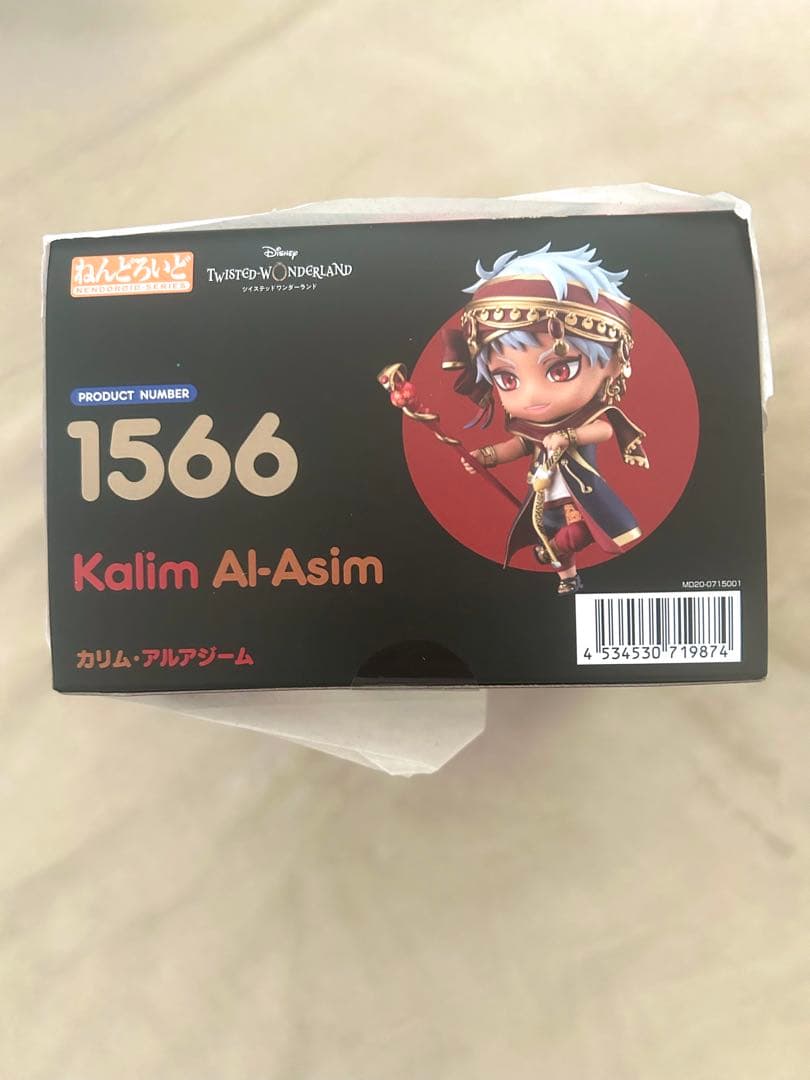 ねんどろいど
NENDOROID SERIES
Disney
TWISTED-WONDERLAND
ツイステッドワンダーランド
PRODUCT NUMBER
1566
Kalim Al-Asim
カリム・アルアジーム
MD20-0715001
4 534530 719874